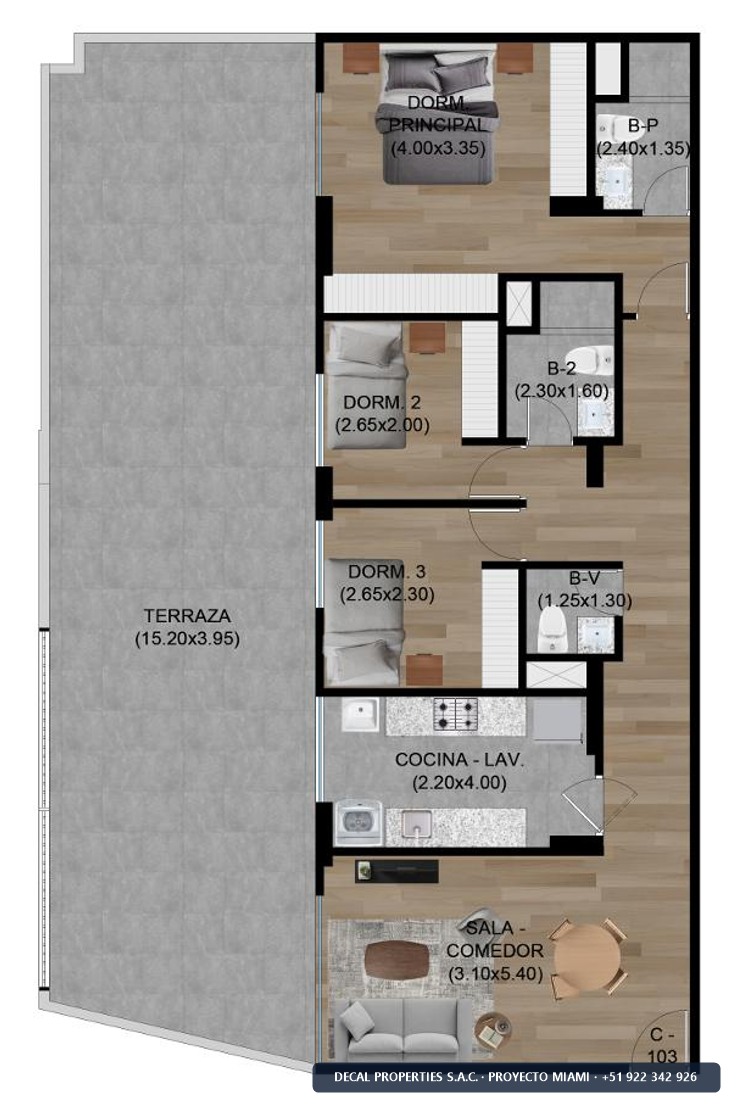 DORM.
PRINCIPAL
(4.00x3.35)
B-P
(2.40x1.35)
B-2
(2.30x1.60)
DORM. 2
(2.65x2.00)
DORM. 3
(2.65x2.30)
B-V
(1.25x1.30)
TERRAZA
(15.20x3.95)
COCINA - LAV.
(2.20x4.00)
SALA -
COMEDOR
(3.10x5.40)
C -
103
DECAL PROPERTIES S.A.C. · PROYECTO MIAMI · +51 922 342 926